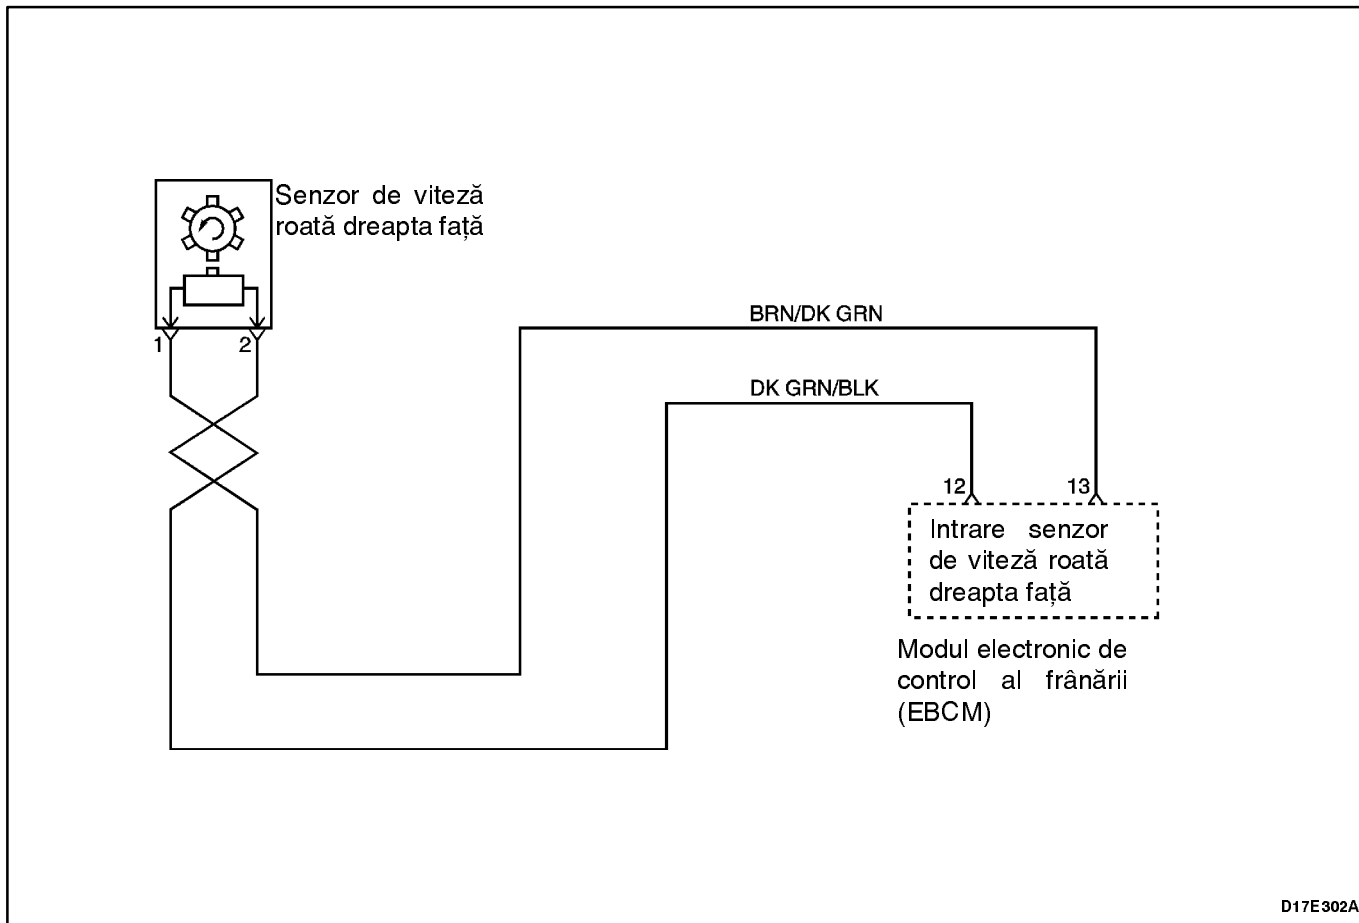 Senzor de viteză
roată dreapta față
1
2
BRN/DK GRN
DK GRN/BLK
12
13
Intrare senzor
de viteză roată
dreapta față
Modul electronic de
control al frânării
(EBCM)
D17E302A